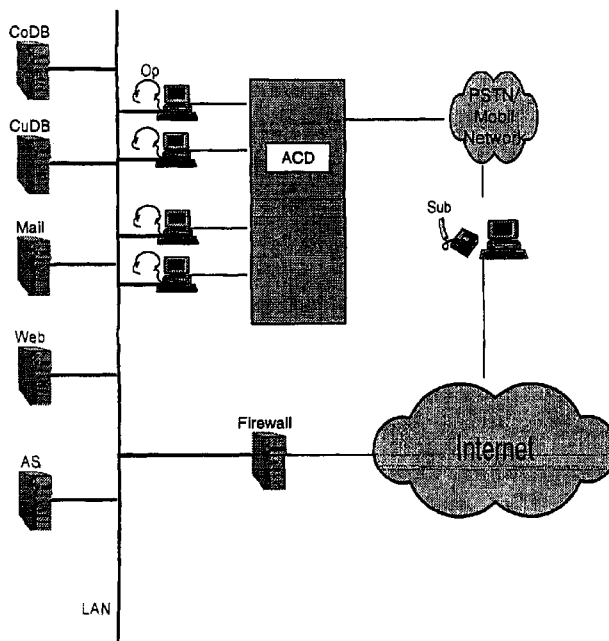 CoDB
Op
PSTN/
Mobil
Network
CuDB
ACD
Mail
Sub
Web
Firewall
Internet
AS
LAN